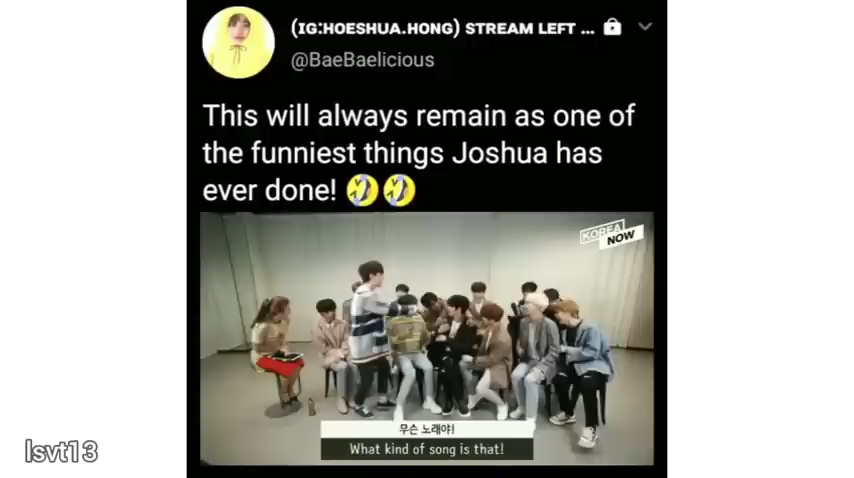 (IG:HOESHUA.HONG) STREAM LEFT ...
@BaeBaelicious
This will always remain as one of
the funniest things Joshua has
ever done! 🤣🤣
KOREA
NOW
무슨 노래야!
What kind of song is that!
lsvt13